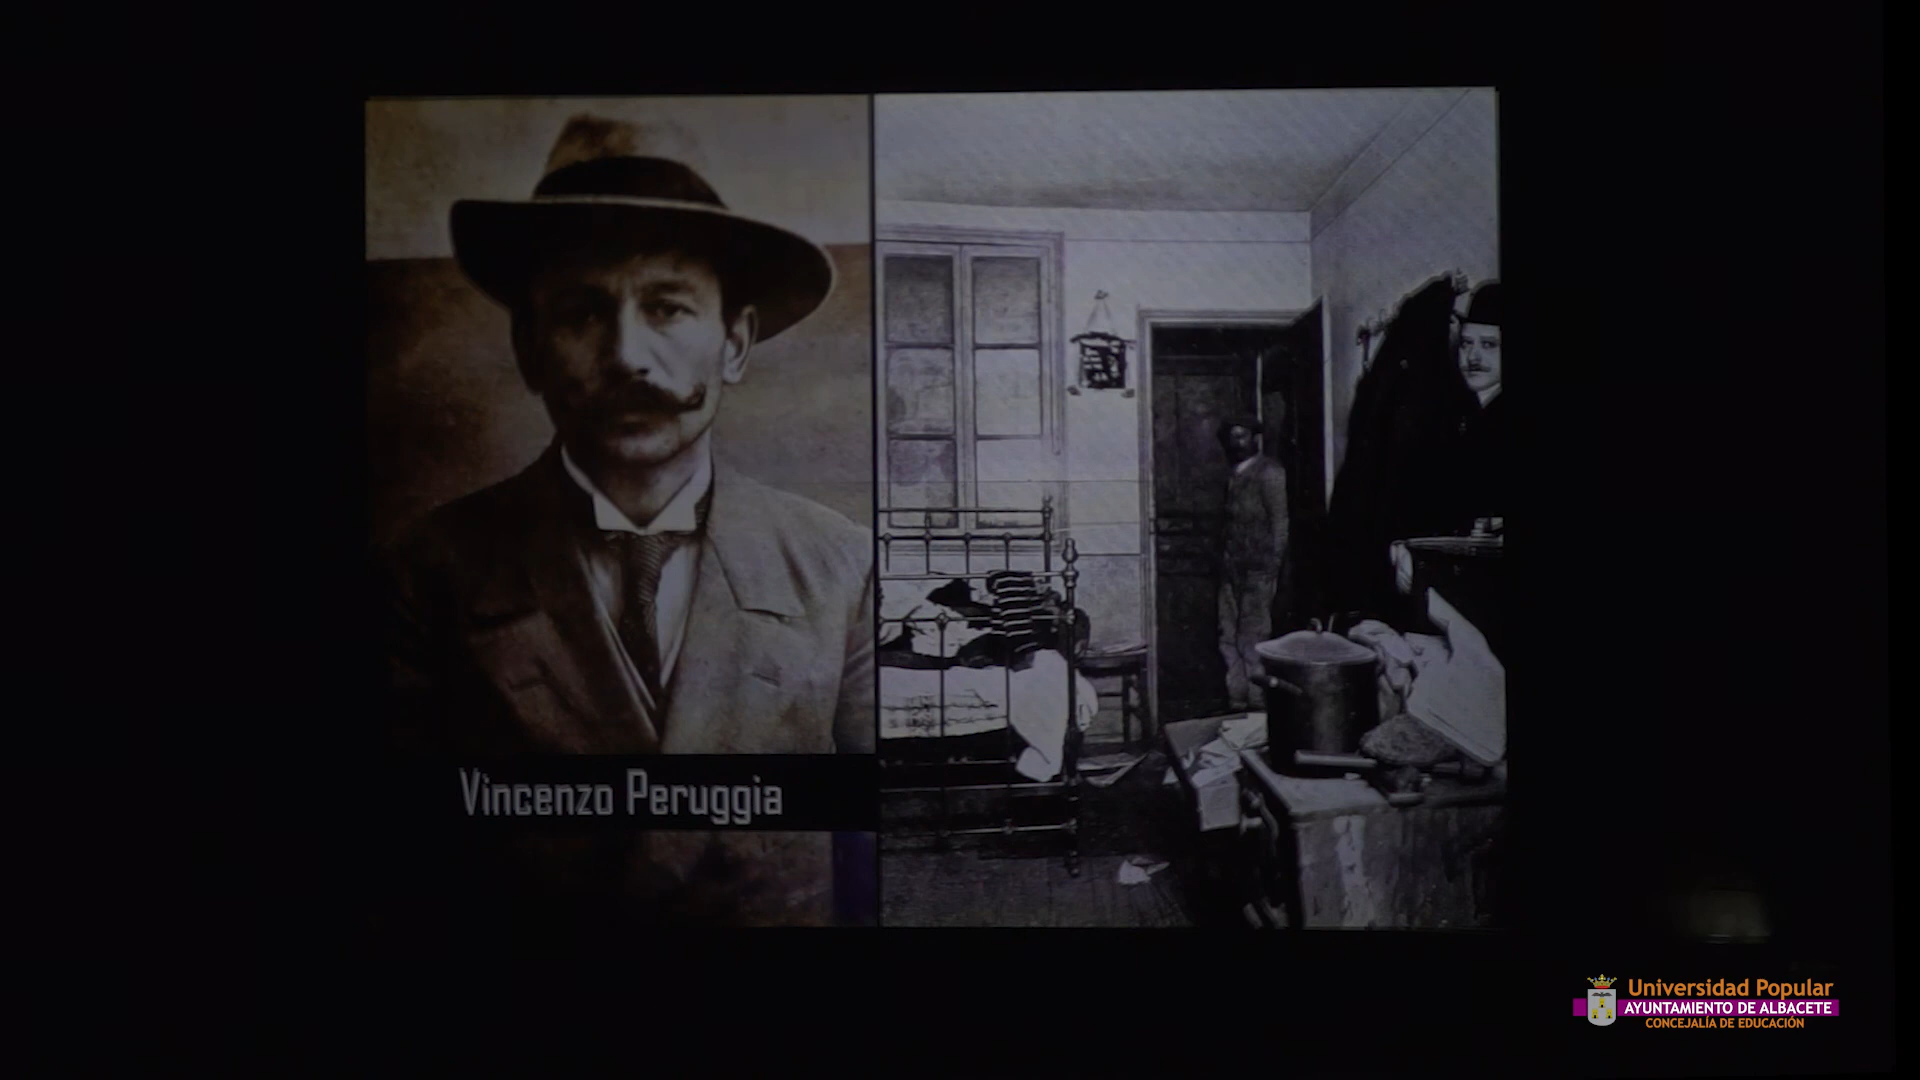 Vincenzo Peruggia
Universidad Popular
AYUNTAMIENTO DE ALBACETE
CONCEJALÍA DE EDUCACIÓN